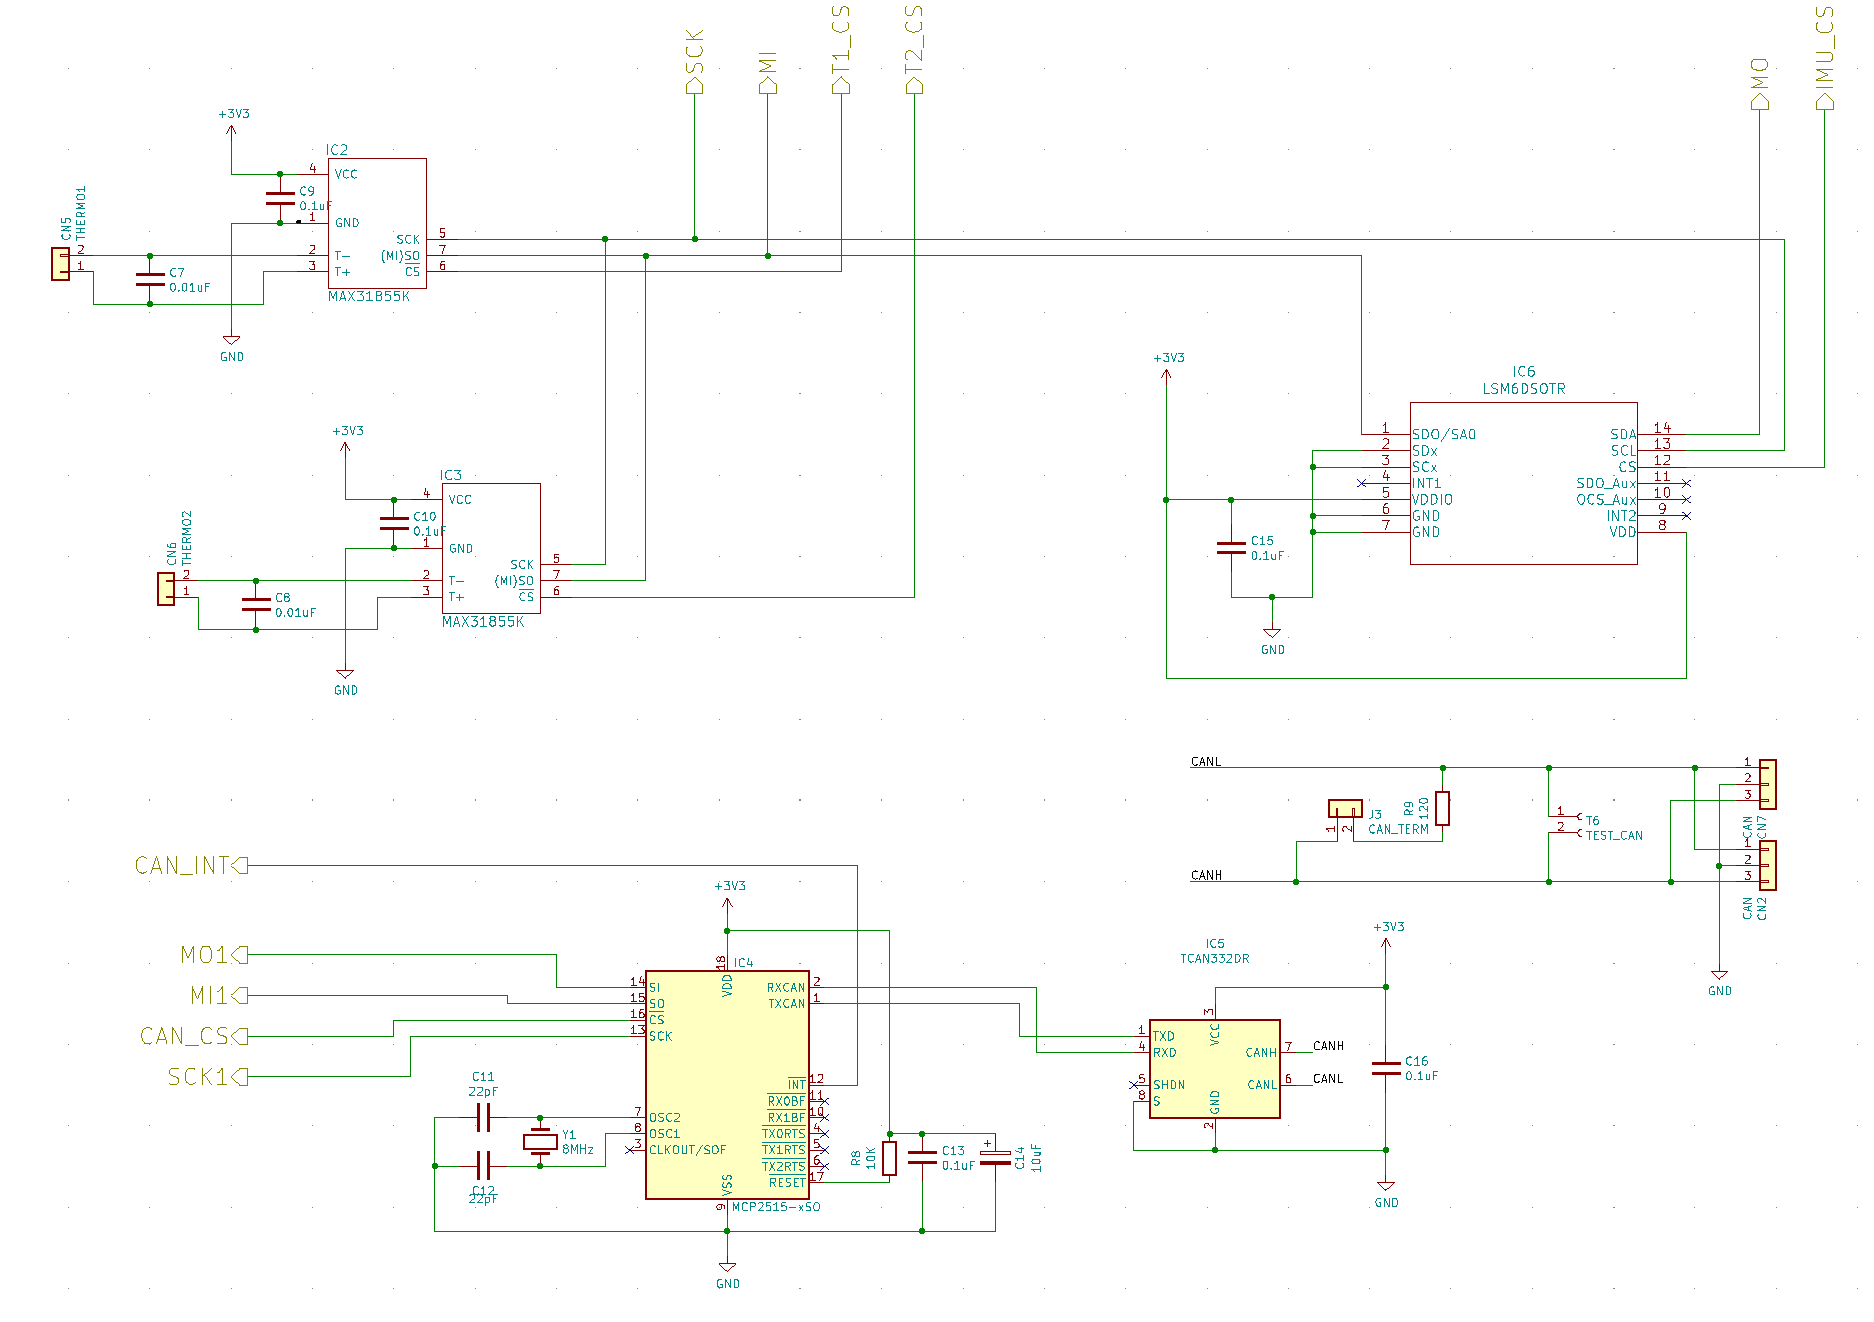 SCK
MI
T1_CS
T2_CS
MO
IMU_CS
+3V3
IC2
4 VCC
C9
0.1uF
1 GND
CN5
THERMO1
2
1
C7
0.01uF
2 T-
3 T+
SCK 5
(MI)SO 7
CS 6
MAX31855K
GND
+3V3
IC3
4 VCC
C10
0.1uF
1 GND
CN6
THERMO2
2
1
C8
0.01uF
2 T-
3 T+
SCK 5
(MI)SO 7
CS 6
MAX31855K
GND
+3V3
IC6
LSM6DSOTR
1 SDO/SA0
2 SDx
3 SCx
4 INT1
5 VDDIO
6 GND
7 GND
SDA 14
SCL 13
CS 12
SDO_Aux 11
OCS_Aux 10
INT2 9
VDD 8
C15
0.1uF
GND
CANL
J3
CAN_TERM
1
2
R9
120
1
2
T6
TEST_CAN
1
2
3
CAN
CN7
1
2
3
CAN
CN2
CANH
GND
CAN_INT
MO1
MI1
CAN_CS
SCK1
+3V3
IC4
18
VDD
14 SI
15 SO
16 CS
13 SCK
RXCAN 2
TXCAN 1
INT 12
RX0BF 11
RX1BF 10
TX0RTS 4
TX1RTS 5
TX2RTS 6
RESET 17
7 OSC2
8 OSC1
3 CLKOUT/SOF
VSS
9
MCP2515-xSO
C11
22pF
Y1
8MHz
C12
22pF
R8
10K
C13
0.1uF
+
C14
10uF
GND
IC5
TCAN332DR
+3V3
3
VCC
1 TXD
4 RXD
5 SHDN
8 S
CANH 7 CANH
CANL 6 CANL
GND
2
C16
0.1uF
GND